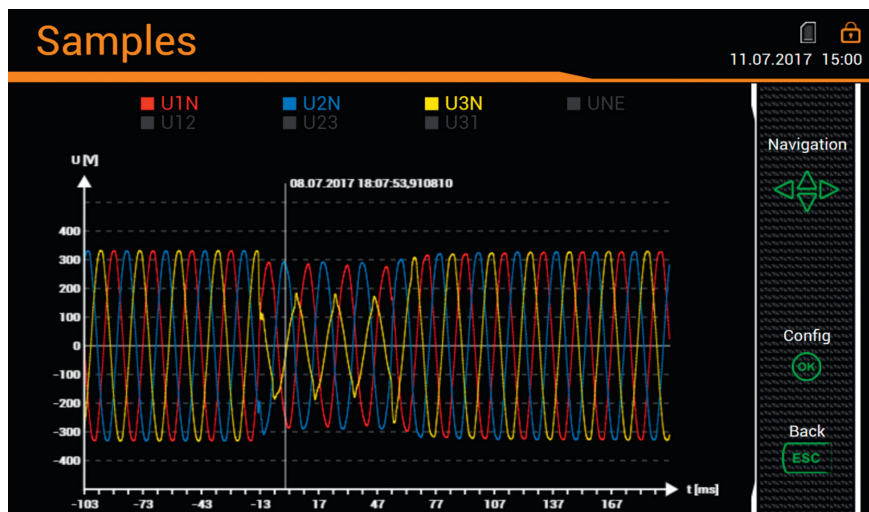 Samples
11.07.2017 15:00
U1N U2N U3N UNE
U12 U23 U31
Navigation
U [V]
08.07.2017 18:07:53,910810
400
300
200
100
0
-100
-200
-300
-400
-103 -73 -43 -13 17 47 77 107 137 167
t [ms]
Config
OK
Back
ESC